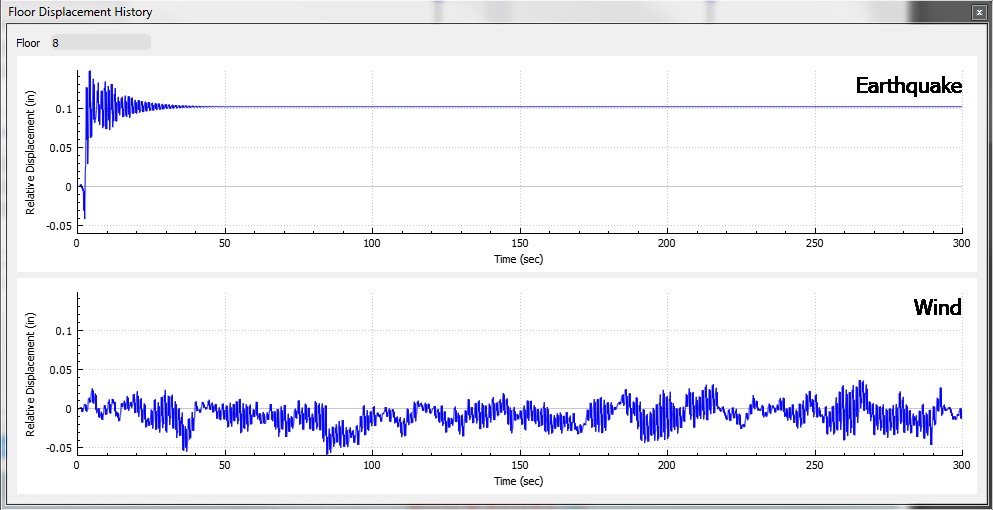 Floor Displacement History
x
Floor 8
Earthquake
Relative Displacement (in)
0.1
0.05
0
-0.05
0 50 100 150 200 250 300
Time (sec)
Wind
Relative Displacement (in)
0.1
0.05
0
-0.05
0 50 100 150 200 250 300
Time (sec)